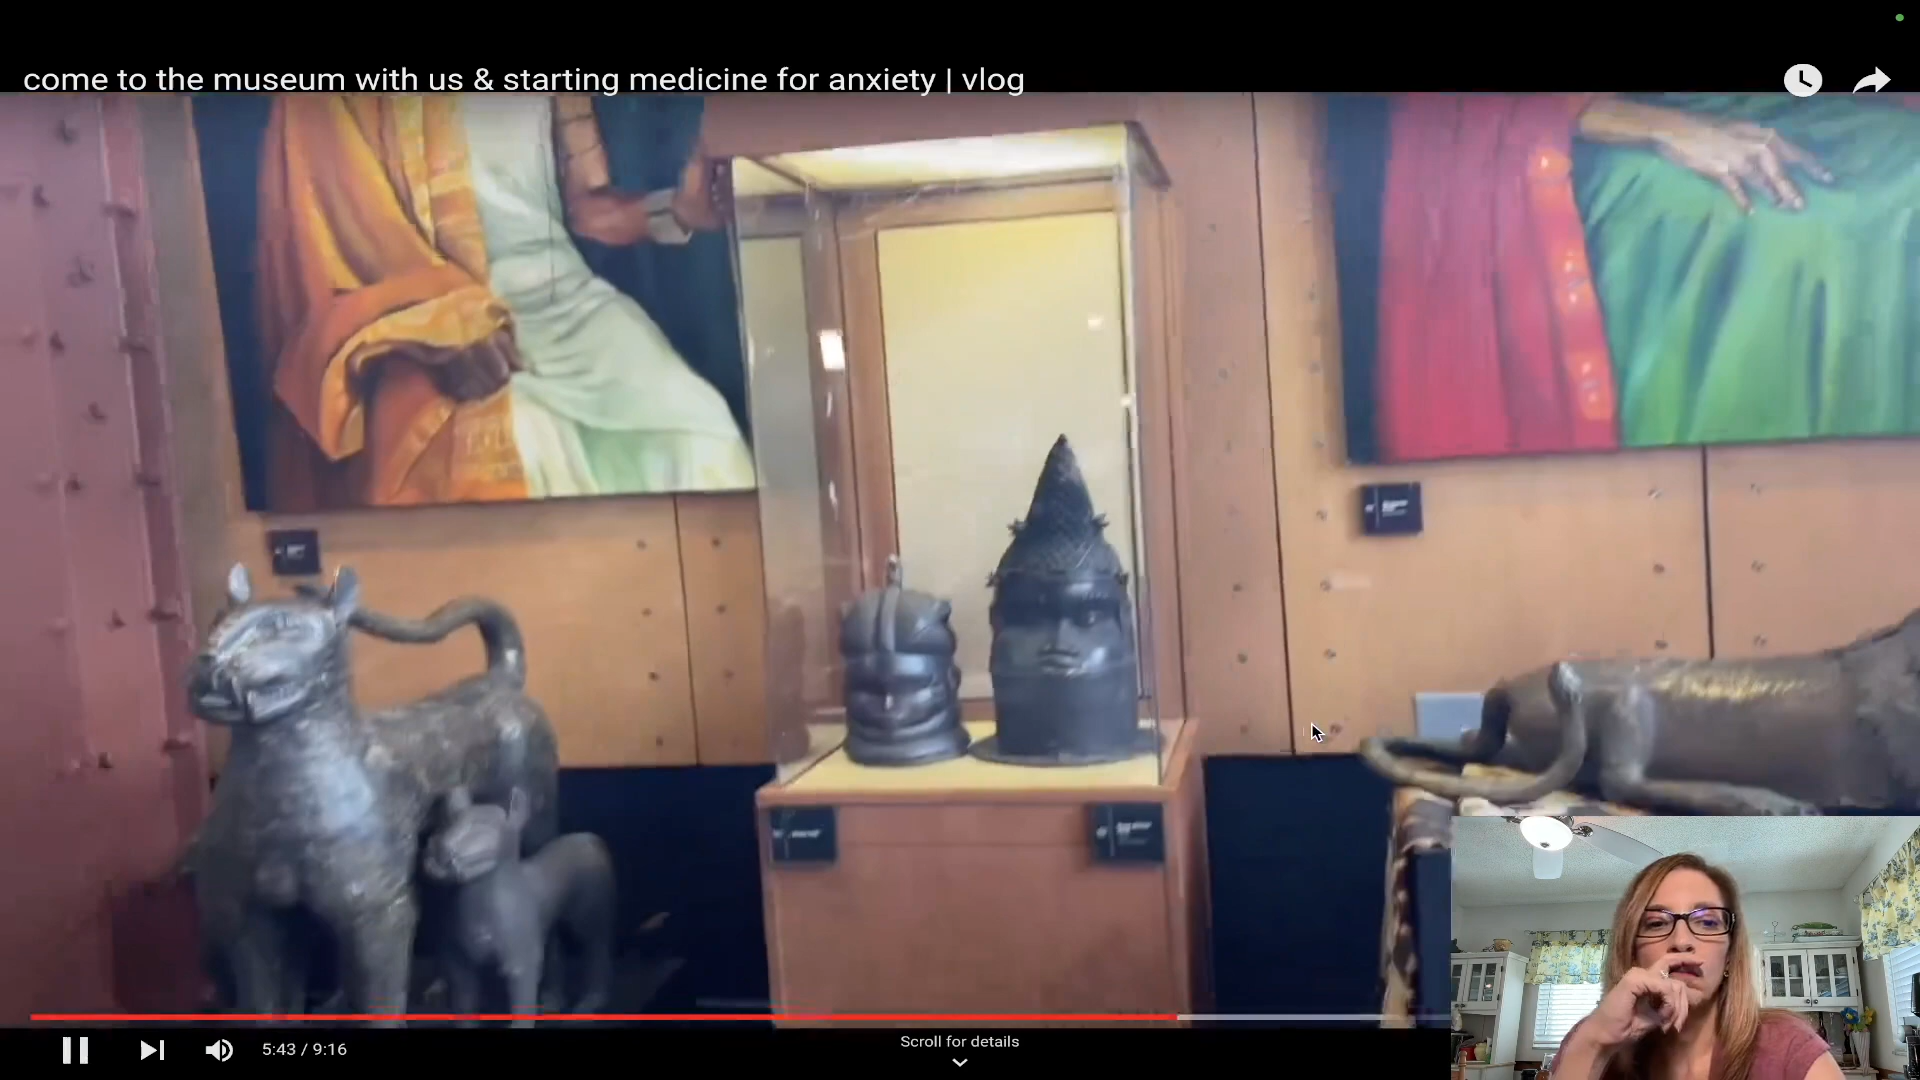 come to the museum with us & starting medicine for anxiety | vlog
5:43 / 9:16
Scroll for details